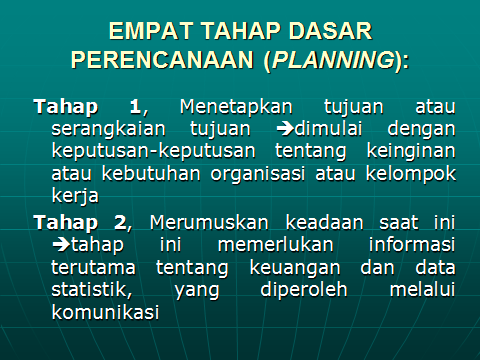 EMPAT TAHAP DASAR
PERENCANAAN (PLANNING):
Tahap 1, Menetapkan tujuan atau
serangkaian tujuan ➔dimulai dengan
keputusan-keputusan tentang keinginan
atau kebutuhan organisasi atau kelompok
kerja
Tahap 2, Merumuskan keadaan saat ini
➔tahap ini memerlukan informasi
terutama tentang keuangan dan data
statistik, yang diperoleh melalui
komunikasi